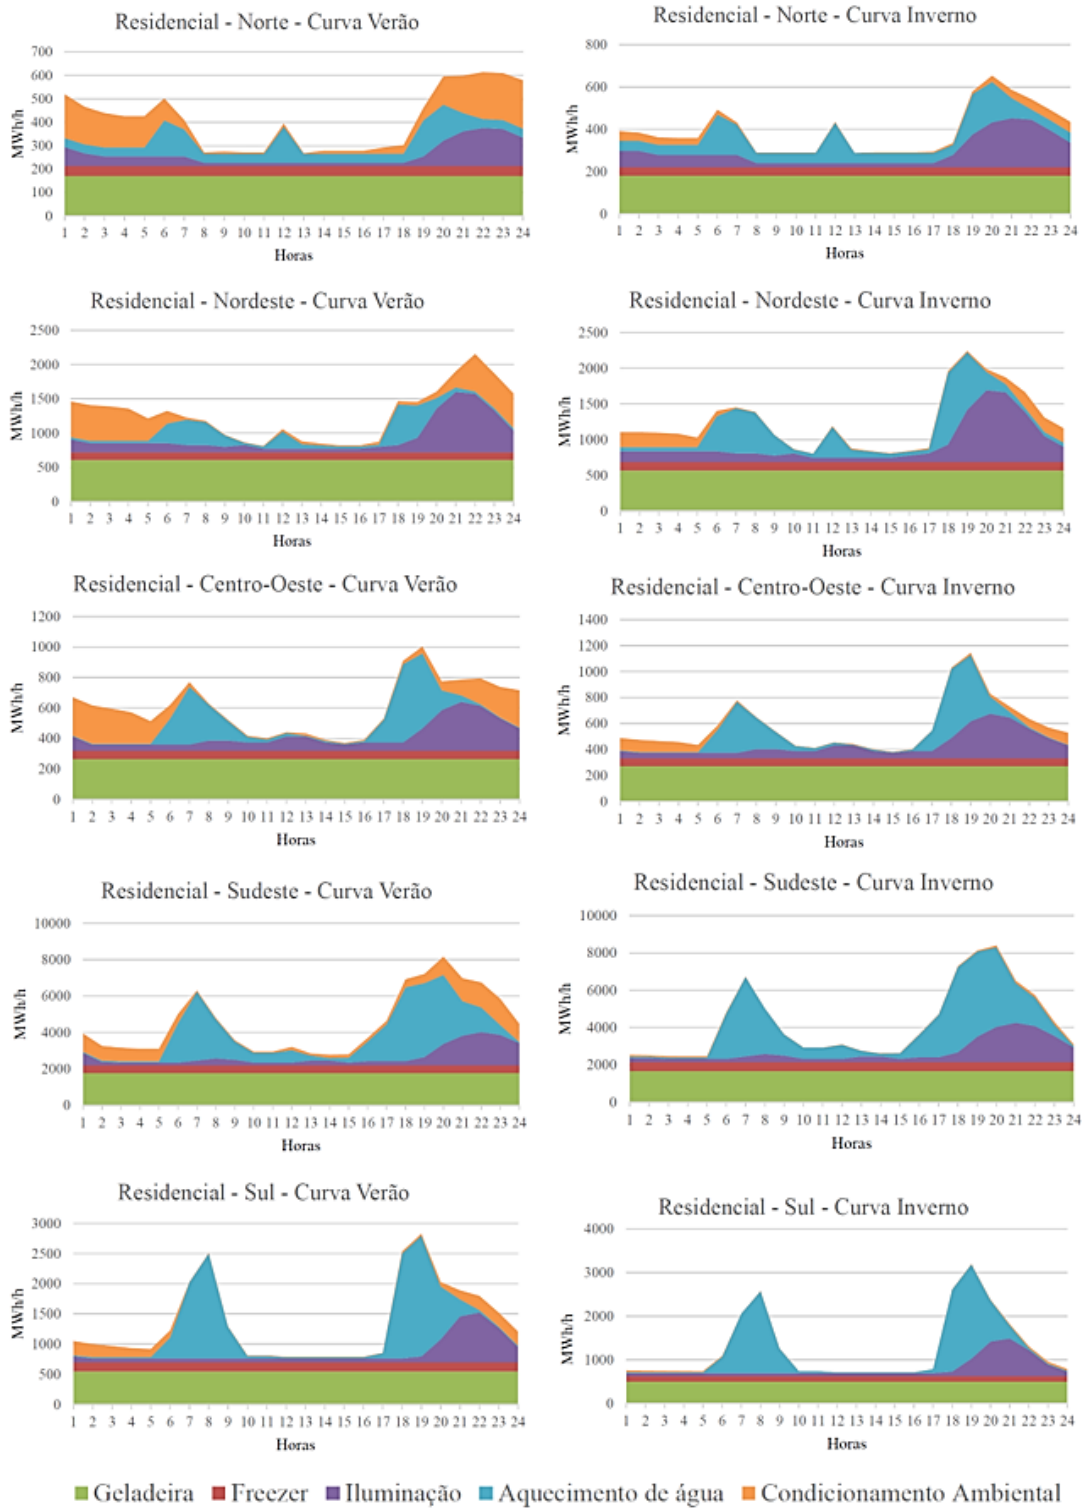 Residencial - Norte - Curva Verão
700
600
500
400
300
200
100
0
MWh/h
1 2 3 4 5 6 7 8 9 10 11 12 13 14 15 16 17 18 19 20 21 22 23 24
Horas
Residencial - Norte - Curva Inverno
800
600
400
200
0
MWh/h
1 2 3 4 5 6 7 8 9 10 11 12 13 14 15 16 17 18 19 20 21 22 23 24
Horas
Residencial - Nordeste - Curva Verão
2500
2000
1500
1000
500
0
MWh/h
1 2 3 4 5 6 7 8 9 10 11 12 13 14 15 16 17 18 19 20 21 22 23 24
Horas
Residencial - Nordeste - Curva Inverno
2500
2000
1500
1000
500
0
MWh/h
1 2 3 4 5 6 7 8 9 10 11 12 13 14 15 16 17 18 19 20 21 22 23 24
Horas
Residencial - Centro-Oeste - Curva Verão
1200
1000
800
600
400
200
0
MWh/h
1 2 3 4 5 6 7 8 9 10 11 12 13 14 15 16 17 18 19 20 21 22 23 24
Horas
Residencial - Centro-Oeste - Curva Inverno
1400
1200
1000
800
600
400
200
0
MWh/h
1 2 3 4 5 6 7 8 9 10 11 12 13 14 15 16 17 18 19 20 21 22 23 24
Horas
Residencial - Sudeste - Curva Verão
10000
8000
6000
4000
2000
0
MWh/h
1 2 3 4 5 6 7 8 9 10 11 12 13 14 15 16 17 18 19 20 21 22 23 24
Horas
Residencial - Sudeste - Curva Inverno
10000
8000
6000
4000
2000
0
MWh/h
1 2 3 4 5 6 7 8 9 10 11 12 13 14 15 16 17 18 19 20 21 22 23 24
Horas
Residencial - Sul - Curva Verão
3000
2500
2000
1500
1000
500
0
MWh/h
1 2 3 4 5 6 7 8 9 10 11 12 13 14 15 16 17 18 19 20 21 22 23 24
Horas
Residencial - Sul - Curva Inverno
4000
3000
2000
1000
0
MWh/h
1 2 3 4 5 6 7 8 9 10 11 12 13 14 15 16 17 18 19 20 21 22 23 24
Horas
Geladeira Freezer Iluminação Aquecimento de água Condicionamento Ambiental